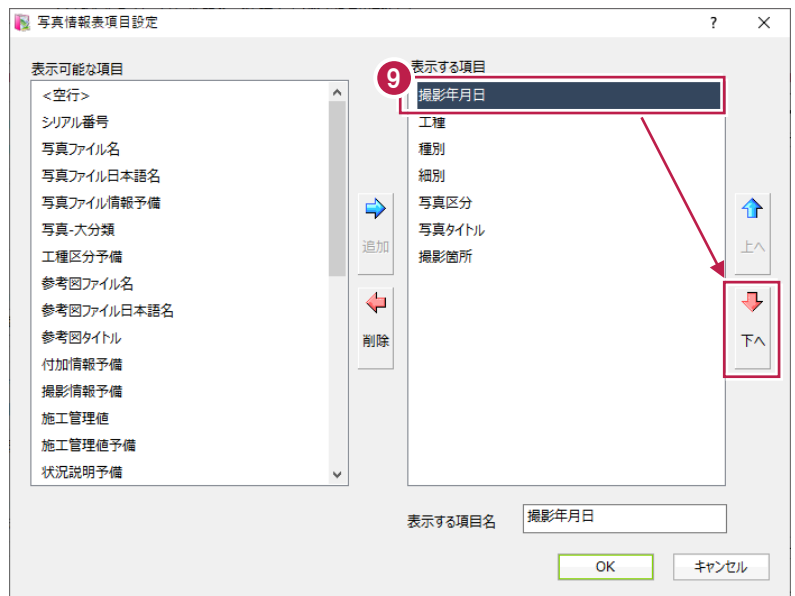 写真情報表項目設定
?
×
表示可能な項目
<空行>
シリアル番号
写真ファイル名
写真ファイル日本語名
写真ファイル情報予備
写真-大分類
工種区分予備
参考図ファイル名
参考図ファイル日本語名
参考図タイトル
付加情報予備
撮影情報予備
施工管理値
施工管理値予備
状況説明予備
追加
削除
9
表示する項目
撮影年月日
工種
種別
細別
写真区分
写真タイトル
撮影箇所
上へ
下へ
表示する項目名
撮影年月日
OK
キャンセル